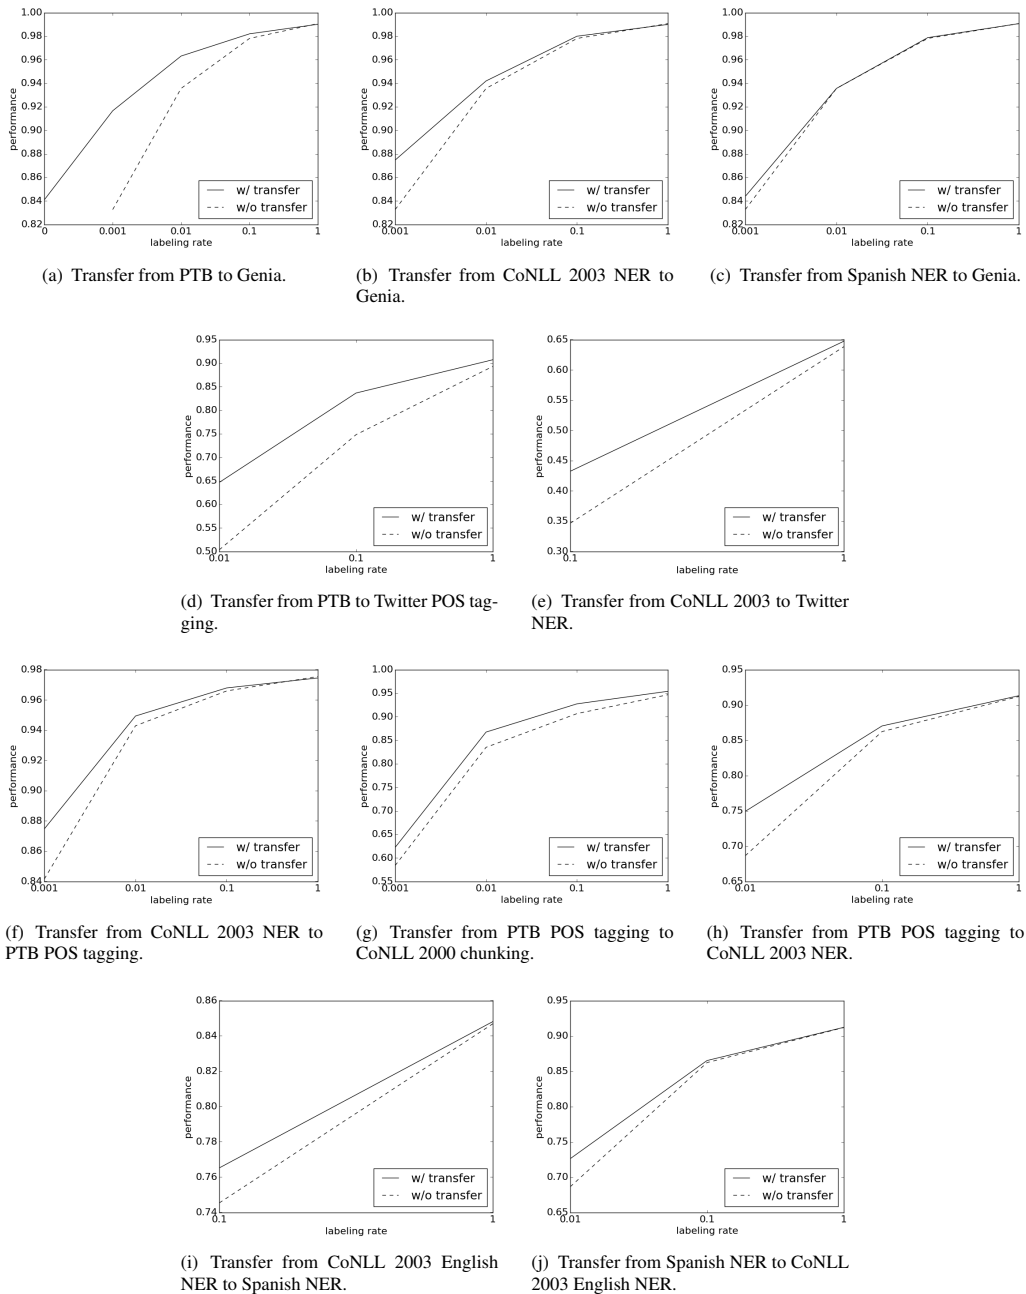 1.00
0.98
0.96
0.94
0.92
0.90
0.88
0.86
0.84
0.82
performance
0 0.001 0.01 0.1 1
labeling rate
w/ transfer
w/o transfer
(a) Transfer from PTB to Genia.
1.00
0.98
0.96
0.94
0.92
0.90
0.88
0.86
0.84
0.82
performance
0.001 0.01 0.1 1
labeling rate
w/ transfer
w/o transfer
(b) Transfer from CoNLL 2003 NER to
Genia.
1.00
0.98
0.96
0.94
0.92
0.90
0.88
0.86
0.84
0.82
performance
0.001 0.01 0.1 1
labeling rate
w/ transfer
w/o transfer
(c) Transfer from Spanish NER to Genia.
0.95
0.90
0.85
0.80
0.75
0.70
0.65
0.60
0.55
0.50
performance
0.01 0.1 1
labeling rate
w/ transfer
w/o transfer
(d) Transfer from PTB to Twitter POS tag-
ging.
0.65
0.60
0.55
0.50
0.45
0.40
0.35
0.30
performance
0.1 1
labeling rate
w/ transfer
w/o transfer
(e) Transfer from CoNLL 2003 to Twitter
NER.
0.98
0.96
0.94
0.92
0.90
0.88
0.86
0.84
performance
0.001 0.01 0.1 1
labeling rate
w/ transfer
w/o transfer
(f) Transfer from CoNLL 2003 NER to
PTB POS tagging.
1.00
0.95
0.90
0.85
0.80
0.75
0.70
0.65
0.60
0.55
performance
0.001 0.01 0.1 1
labeling rate
w/ transfer
w/o transfer
(g) Transfer from PTB POS tagging to
CoNLL 2000 chunking.
0.95
0.90
0.85
0.80
0.75
0.70
0.65
performance
0.01 0.1 1
labeling rate
w/ transfer
w/o transfer
(h) Transfer from PTB POS tagging to
CoNLL 2003 NER.
0.86
0.84
0.82
0.80
0.78
0.76
0.74
performance
0.1 1
labeling rate
w/ transfer
w/o transfer
(i) Transfer from CoNLL 2003 English
NER to Spanish NER.
0.95
0.90
0.85
0.80
0.75
0.70
0.65
performance
0.01 0.1 1
labeling rate
w/ transfer
w/o transfer
(j) Transfer from Spanish NER to CoNLL
2003 English NER.